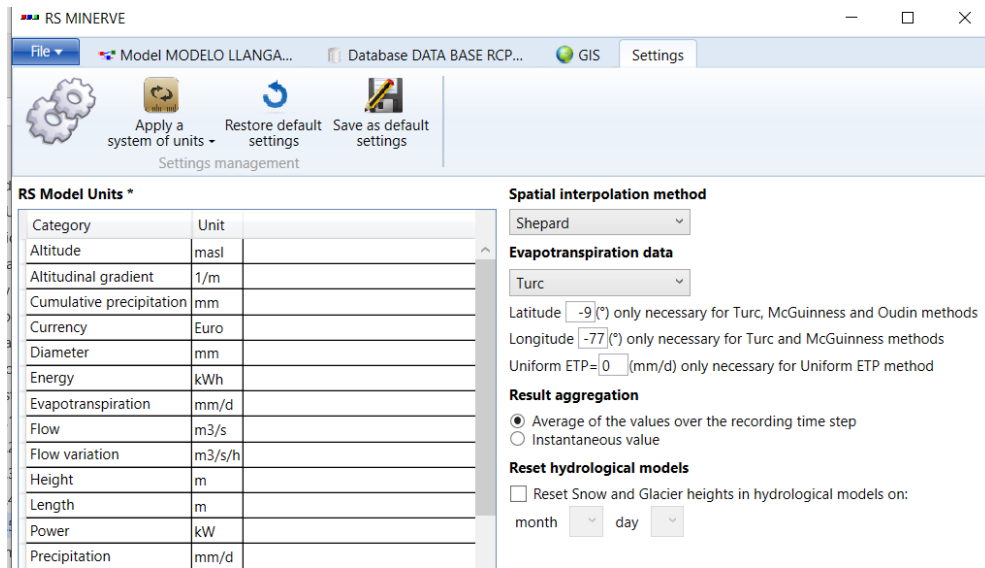 RS MINERVE
File
Model MODELO LLANGA...
Database DATA BASE RCP...
GIS
Settings
Apply a
system of units
Restore default
settings
Save as default
settings
Settings management
RS Model Units *
Category Unit
Altitude masl
Altitudinal gradient 1/m
Cumulative precipitation mm
Currency Euro
Diameter mm
Energy kWh
Evapotranspiration mm/d
Flow m3/s
Flow variation m3/s/h
Height m
Length m
Power kW
Precipitation mm/d
Spatial interpolation method
Shepard
Evapotranspiration data
Turc
Latitude -9 (°) only necessary for Turc, McGuinness and Oudin methods
Longitude -77 (°) only necessary for Turc and McGuinness methods
Uniform ETP= 0 (mm/d) only necessary for Uniform ETP method
Result aggregation
Average of the values over the recording time step
Instantaneous value
Reset hydrological models
Reset Snow and Glacier heights in hydrological models on:
month day